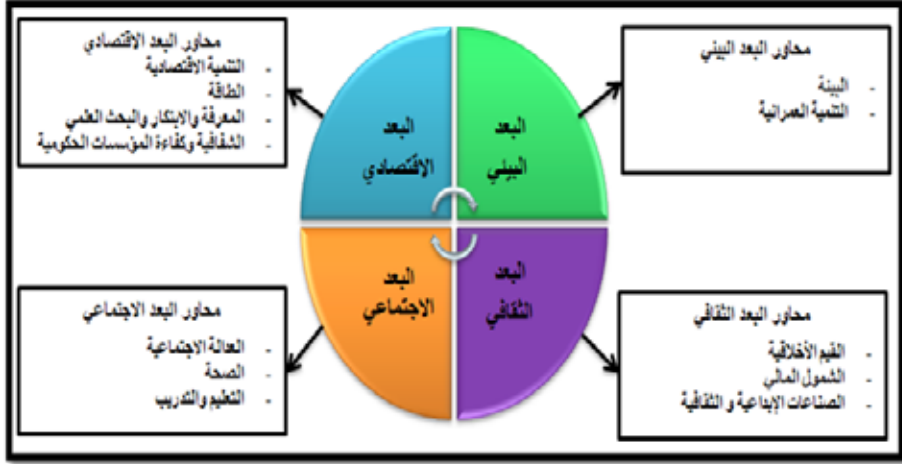 محاور البعد البيئي
- البيئة
- التنمية العمرانية
البعد
البيئي
البعد
الاقتصادي
محاور البعد الاقتصادي
- التنمية الاقتصادية
- الطاقة
- المعرفة والابتكار والبحث العلمي
- الشفافية وكفاءة المؤسسات الحكومية
محاور البعد الثقافي
- القيم الأخلاقية
- الشمول المالي
- الصناعات الإبداعية و الثقافية
البعد
الثقافي
البعد
الاجتماعي
محاور البعد الاجتماعي
- العدالة الاجتماعية
- الصحة
- التعليم والتدريب